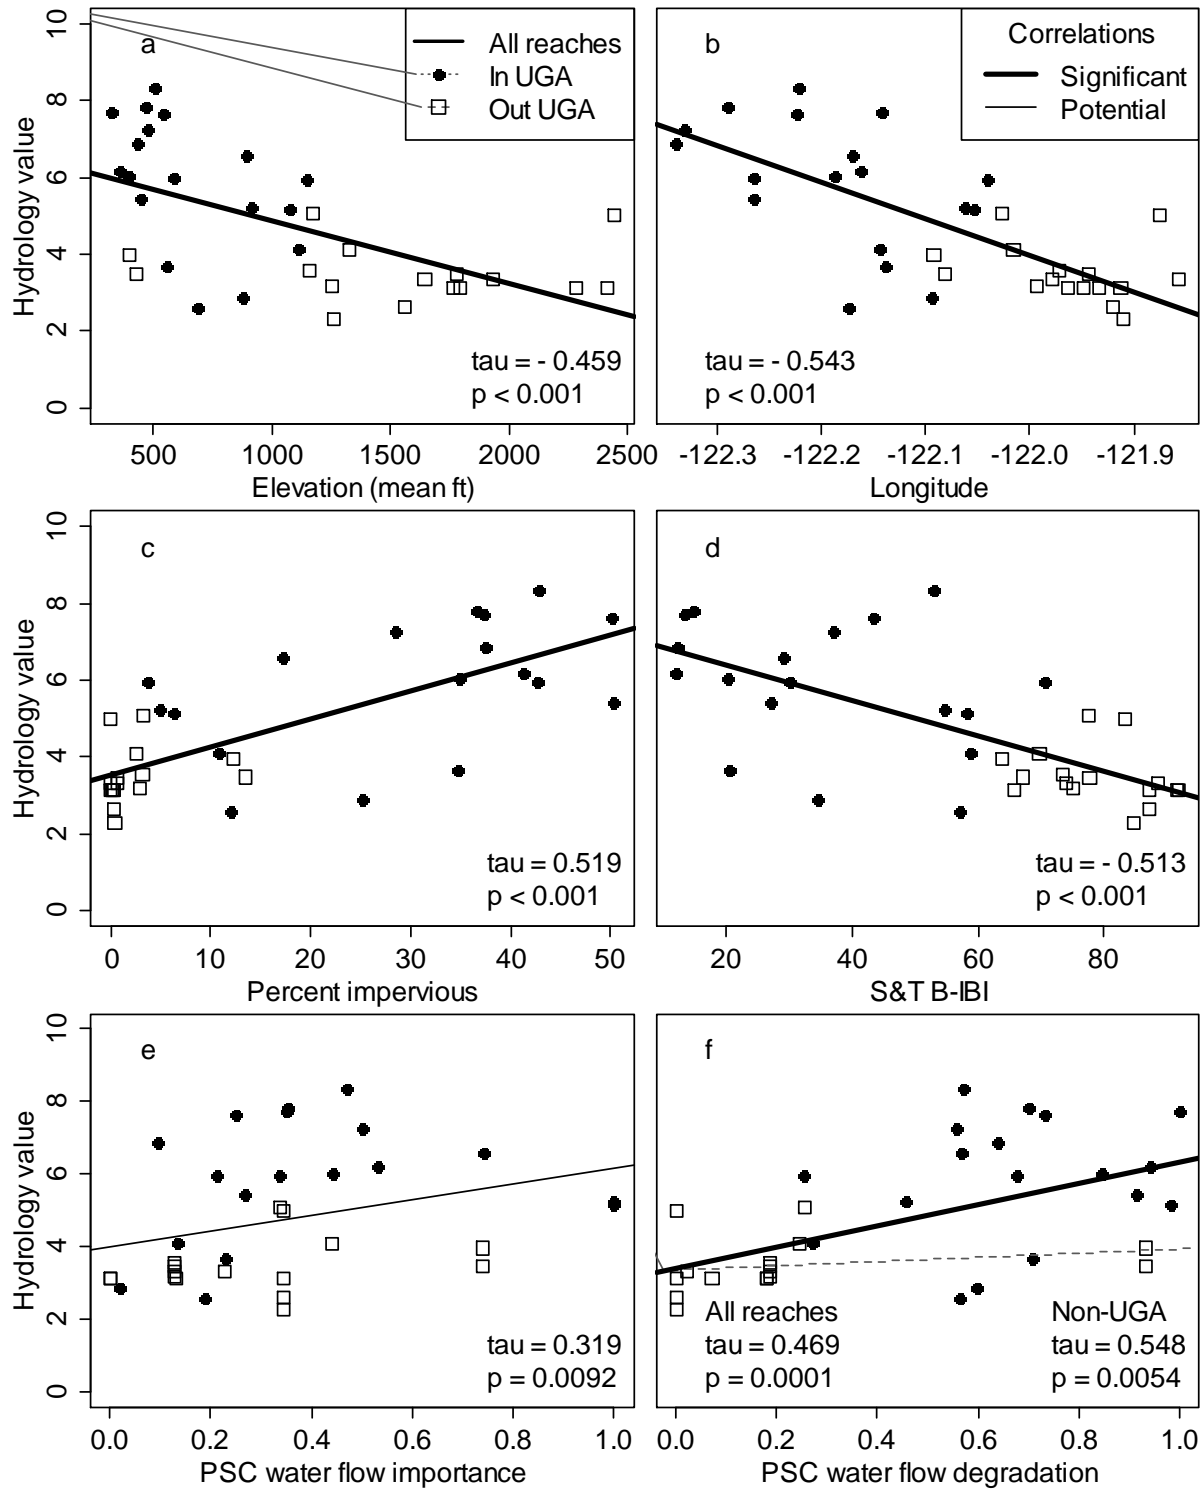 a
All reaches
In UGA
Out UGA
Hydrology value
0 2 4 6 8 10
tau = - 0.459
p < 0.001
500 1000 1500 2000 2500
Elevation (mean ft)
b
Correlations
Significant
Potential
tau = - 0.543
p < 0.001
-122.3 -122.2 -122.1 -122.0 -121.9
Longitude
c
Hydrology value
0 2 4 6 8 10
tau = 0.519
p < 0.001
0 10 20 30 40 50
Percent impervious
d
tau = - 0.513
p < 0.001
20 40 60 80
S&T B-IBI
e
Hydrology value
0 2 4 6 8 10
tau = 0.319
p = 0.0092
0.0 0.2 0.4 0.6 0.8 1.0
PSC water flow importance
f
All reaches
tau = 0.469
p = 0.0001
Non-UGA
tau = 0.548
p = 0.0054
0.0 0.2 0.4 0.6 0.8 1.0
PSC water flow degradation